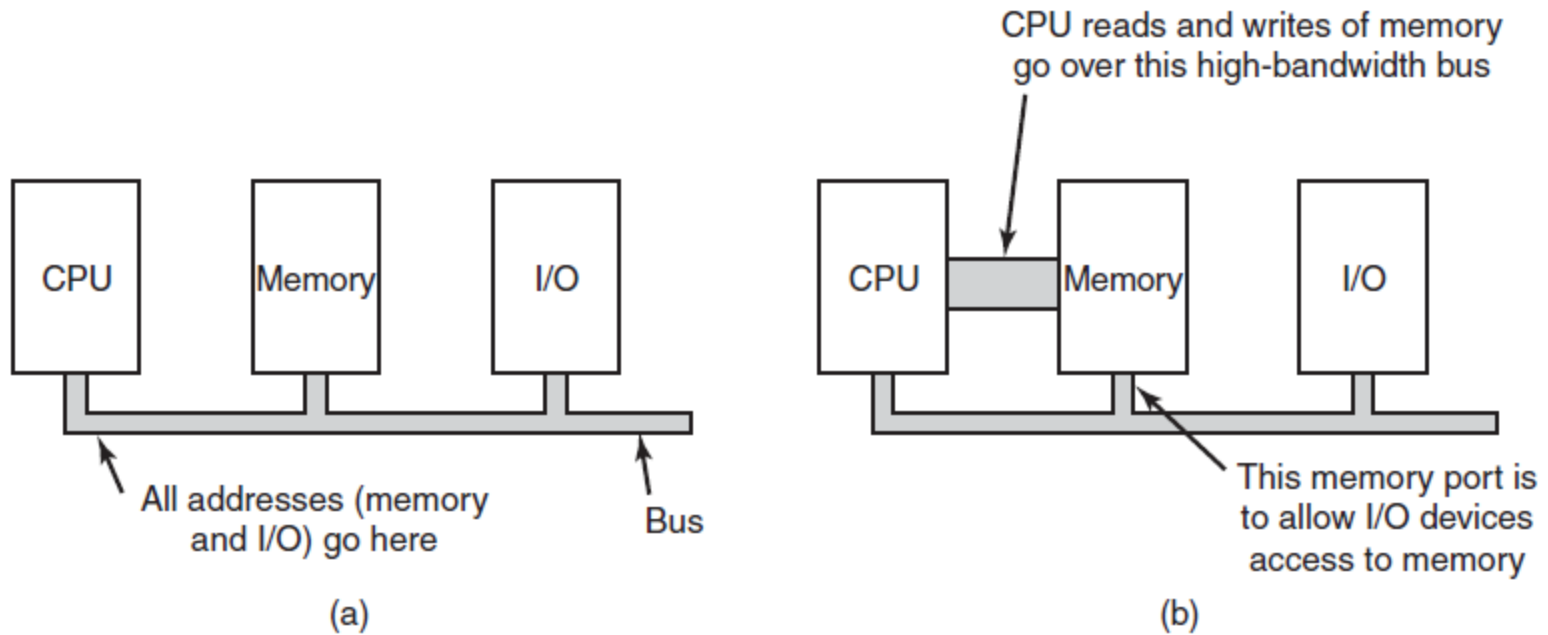 CPU reads and writes of memory
go over this high-bandwidth bus
CPU
Memory
I/O
CPU
Memory
I/O
All addresses (memory
and I/O) go here
Bus
This memory port is
to allow I/O devices
access to memory
(a)
(b)